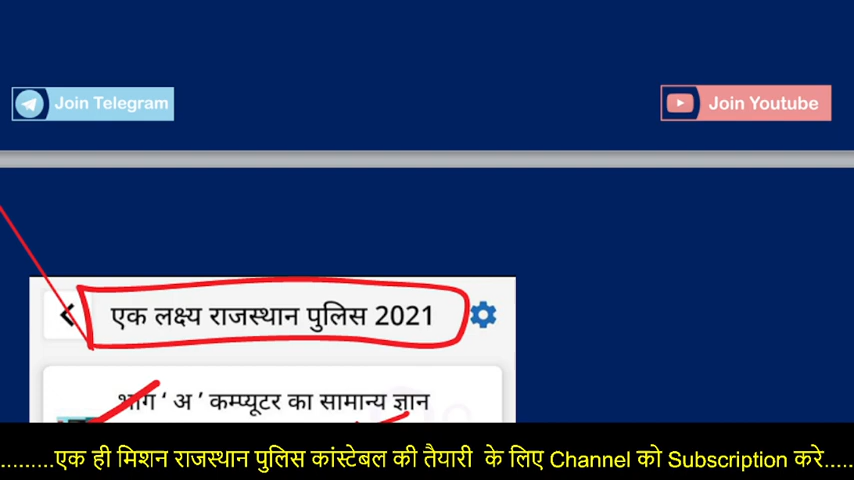 Join Telegram
Join Youtube
एक लक्ष्य राजस्थान पुलिस 2021
भाग ‘ अ ’ कम्प्यूटर का सामान्य ज्ञान
.........एक ही मिशन राजस्थान पुलिस कांस्टेबल की तैयारी के लिए Channel को Subscription करे.....